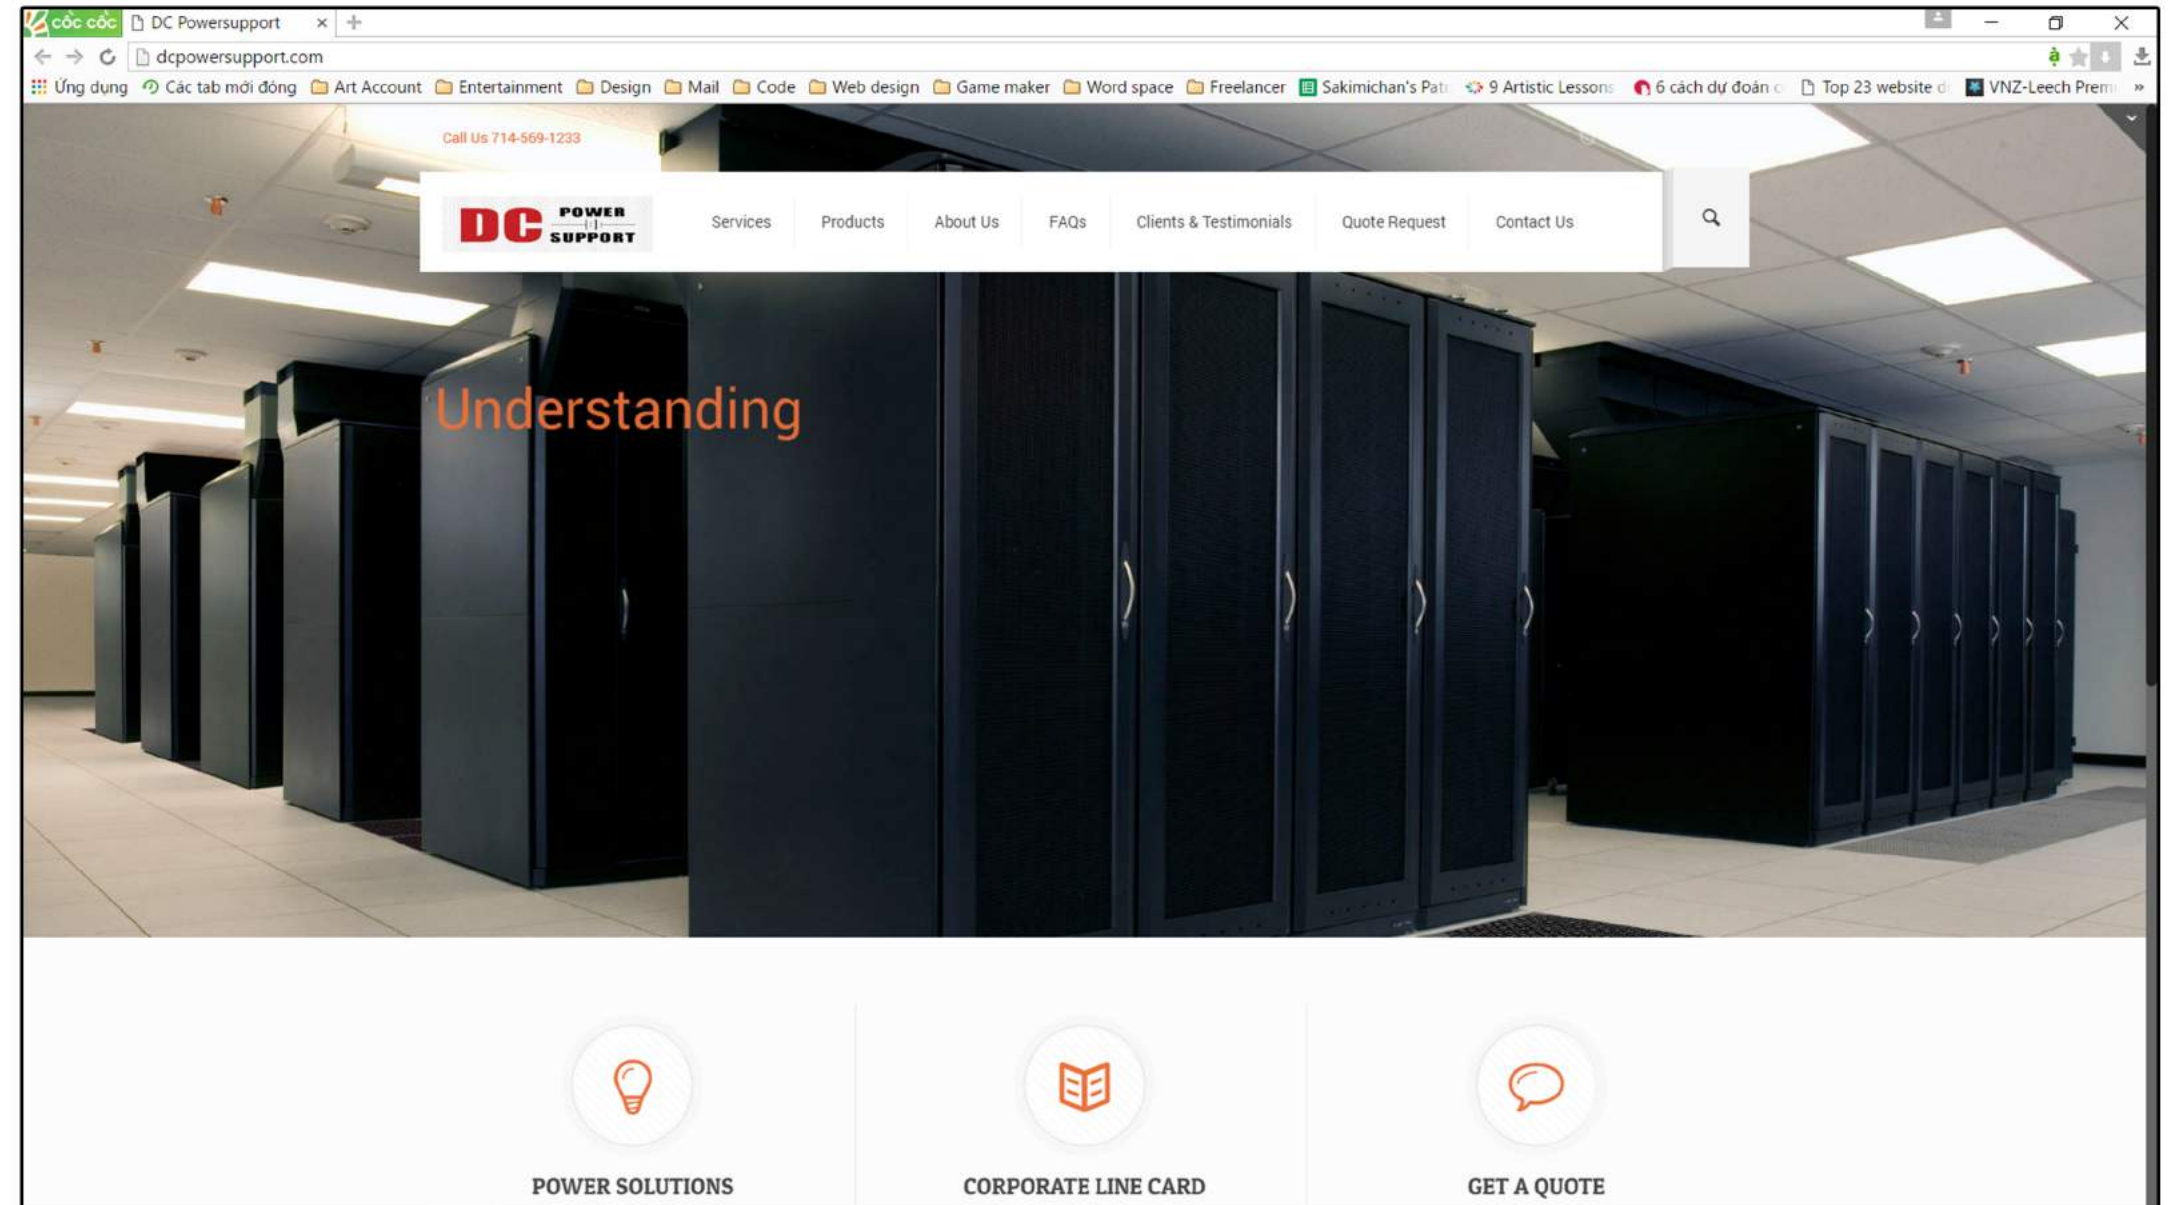 cốc cốc DC Powersupport
dcpowersupport.com
Ứng dụng Các tab mới đóng Art Account Entertainment Design Mail Code Web design Game maker Word space Freelancer Sakimichan's Pat 9 Artistic Lessons 6 cách dự đoán c Top 23 website d VNZ-Leech Prem »
Call Us 714-569-1233
DC POWER SUPPORT Services Products About Us FAQs Clients & Testimonials Quote Request Contact Us
Understanding
POWER SOLUTIONS CORPORATE LINE CARD GET A QUOTE